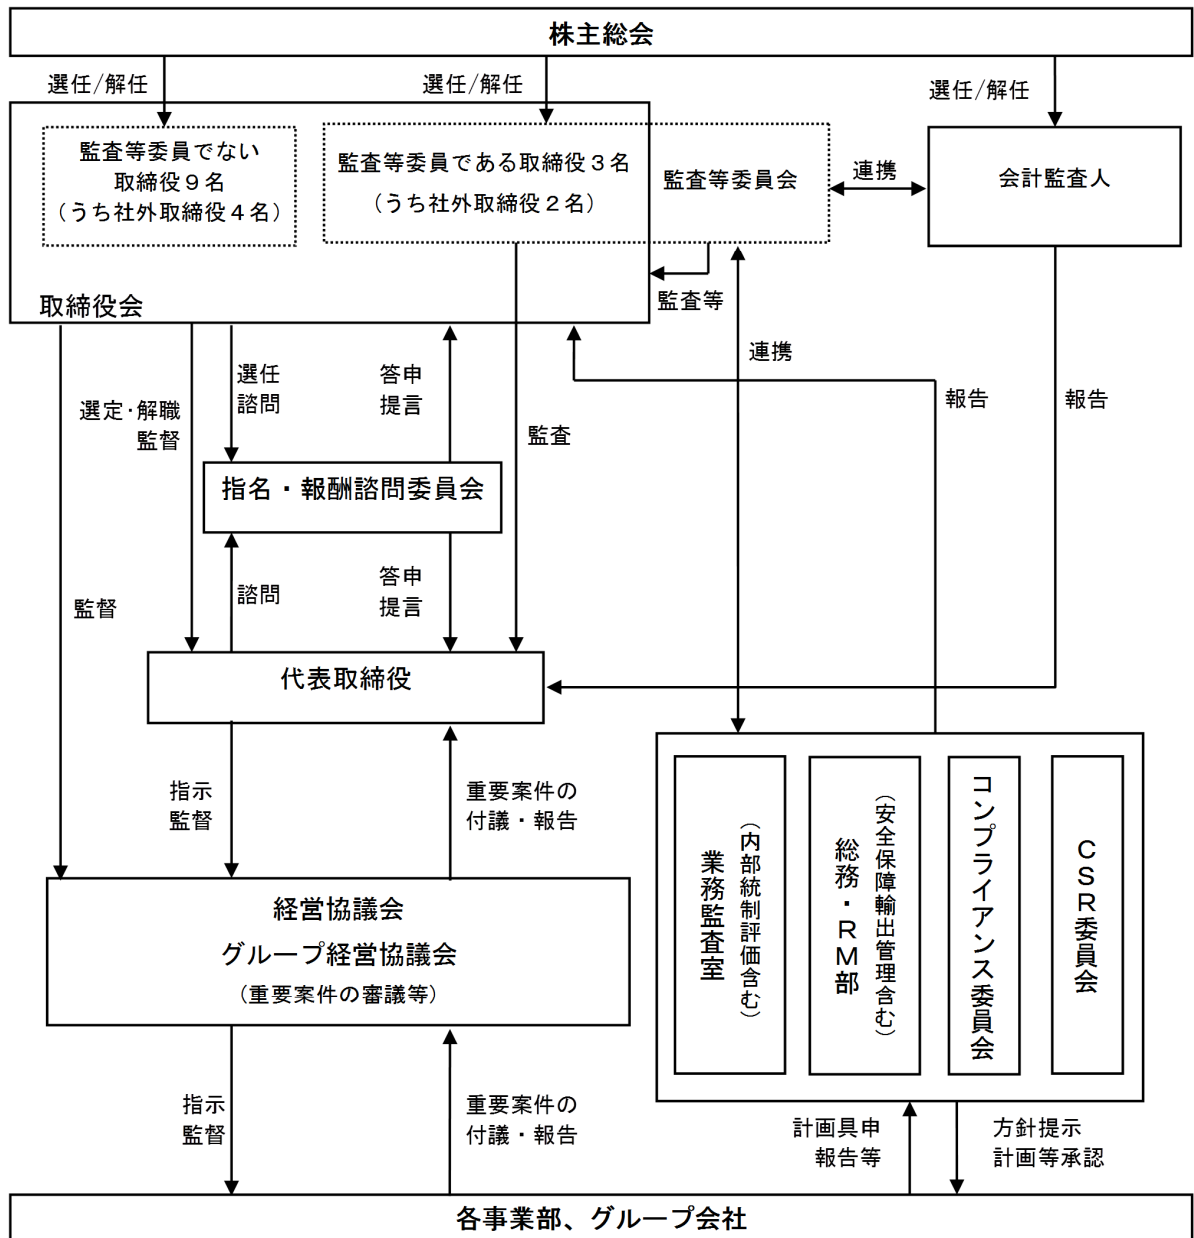 株主総会
選任/解任
選任/解任
選任/解任
監査等委員でない
取締役９名
（うち社外取締役４名）
監査等委員である取締役３名
（うち社外取締役２名）
監査等委員会
連携
会計監査人
取締役会
監査等
連携
選任
諮問
答申
提言
選定・解職
監督
監査
報告
報告
指名・報酬諮問委員会
監督
諮問
答申
提言
代表取締役
指示
監督
重要案件の
付議・報告
経営協議会
グループ経営協議会
（重要案件の審議等）
業務監査室
（内部統制評価含む）
総務・ＲＭ部
（安全保障輸出管理含む）
コンプライアンス委員会
ＣＳＲ委員会
指示
監督
重要案件の
付議・報告
計画具申
報告等
方針提示
計画等承認
各事業部、グループ会社